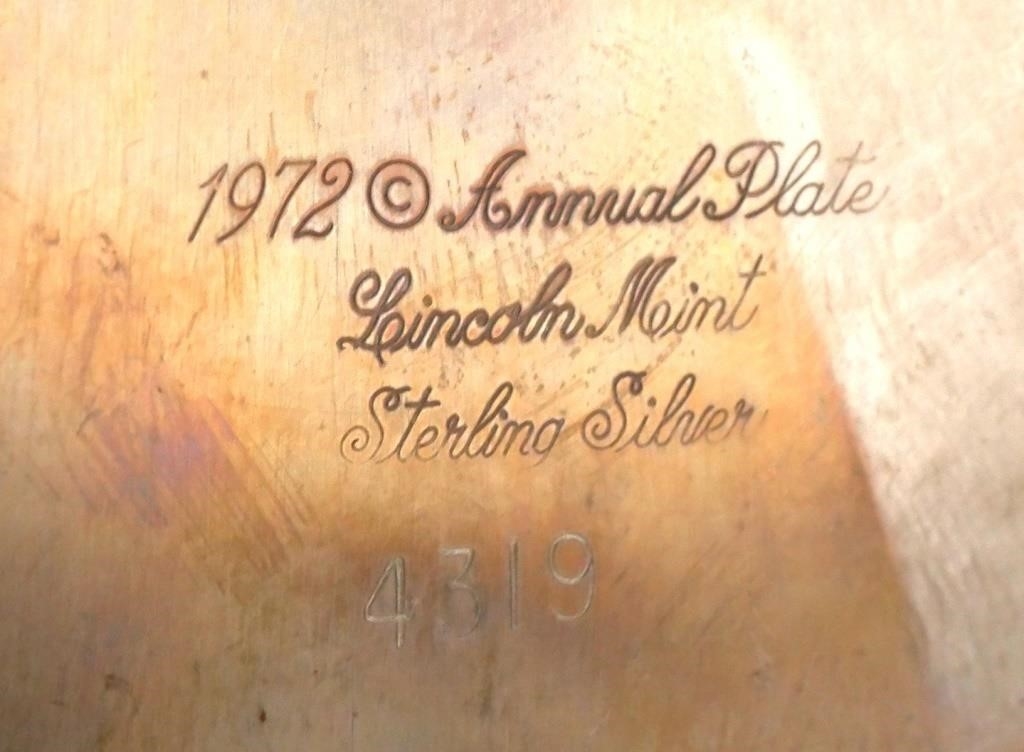 1972 © Annual Plate
Lincoln Mint
Sterling Silver
4319